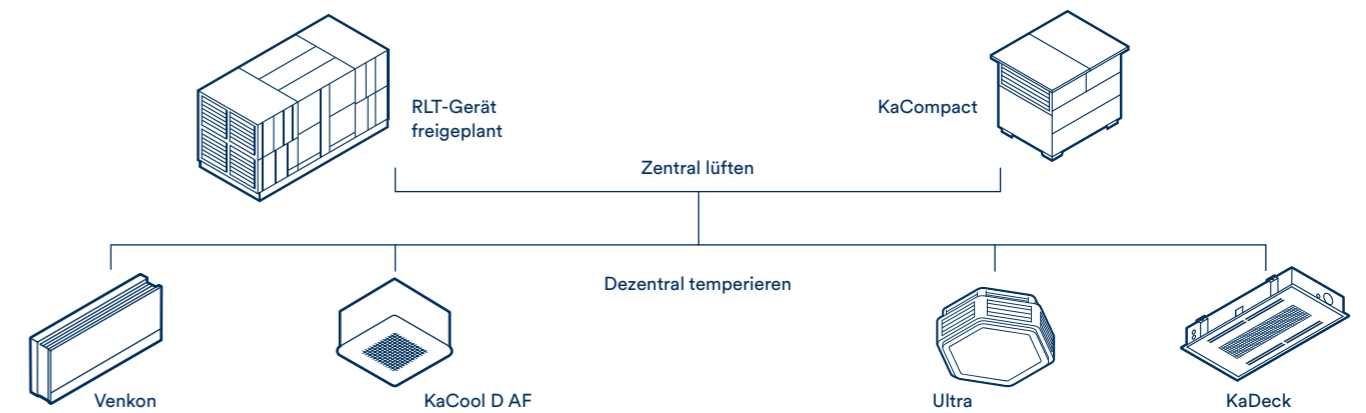 RLT-Gerät
freigeplant
KaCompact
Zentral lüften
Dezentral temperieren
Venkon
KaCool D AF
Ultra
KaDeck